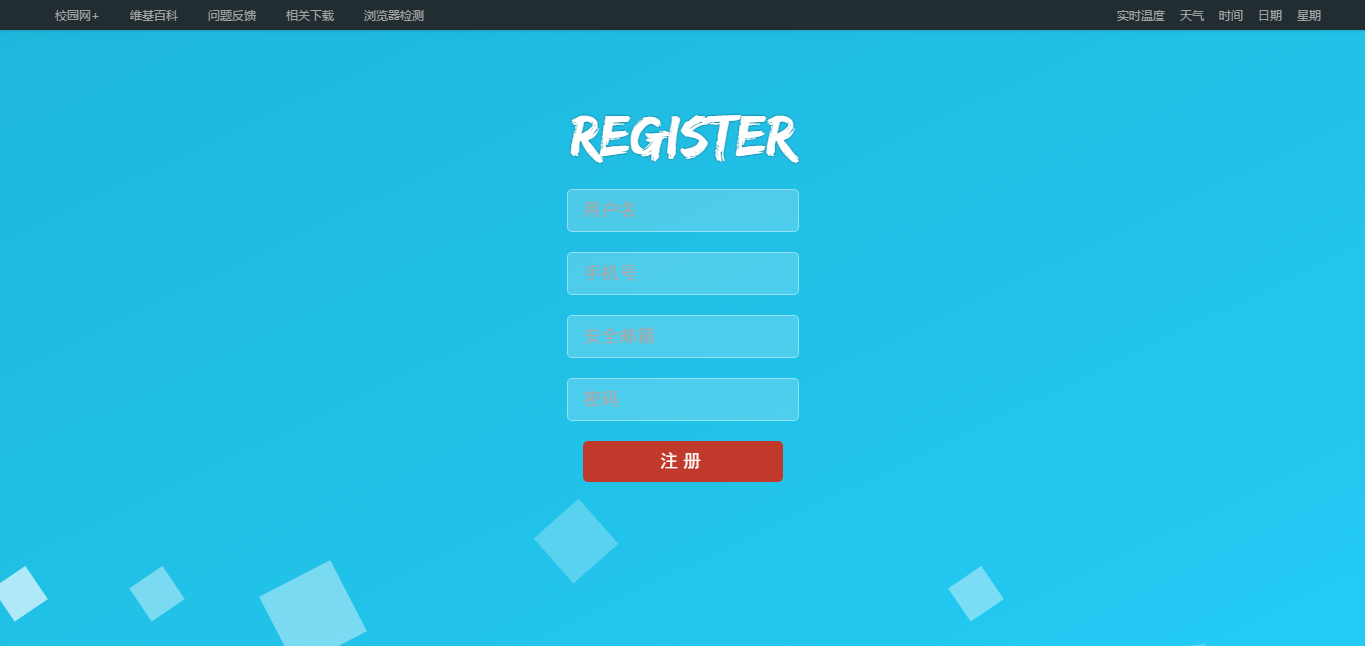 校园网+ 维基百科 问题反馈 相关下载 浏览器检测 实时温度 天气 时间 日期 星期
REGISTER
用户名
手机号
安全邮箱
密码
注 册